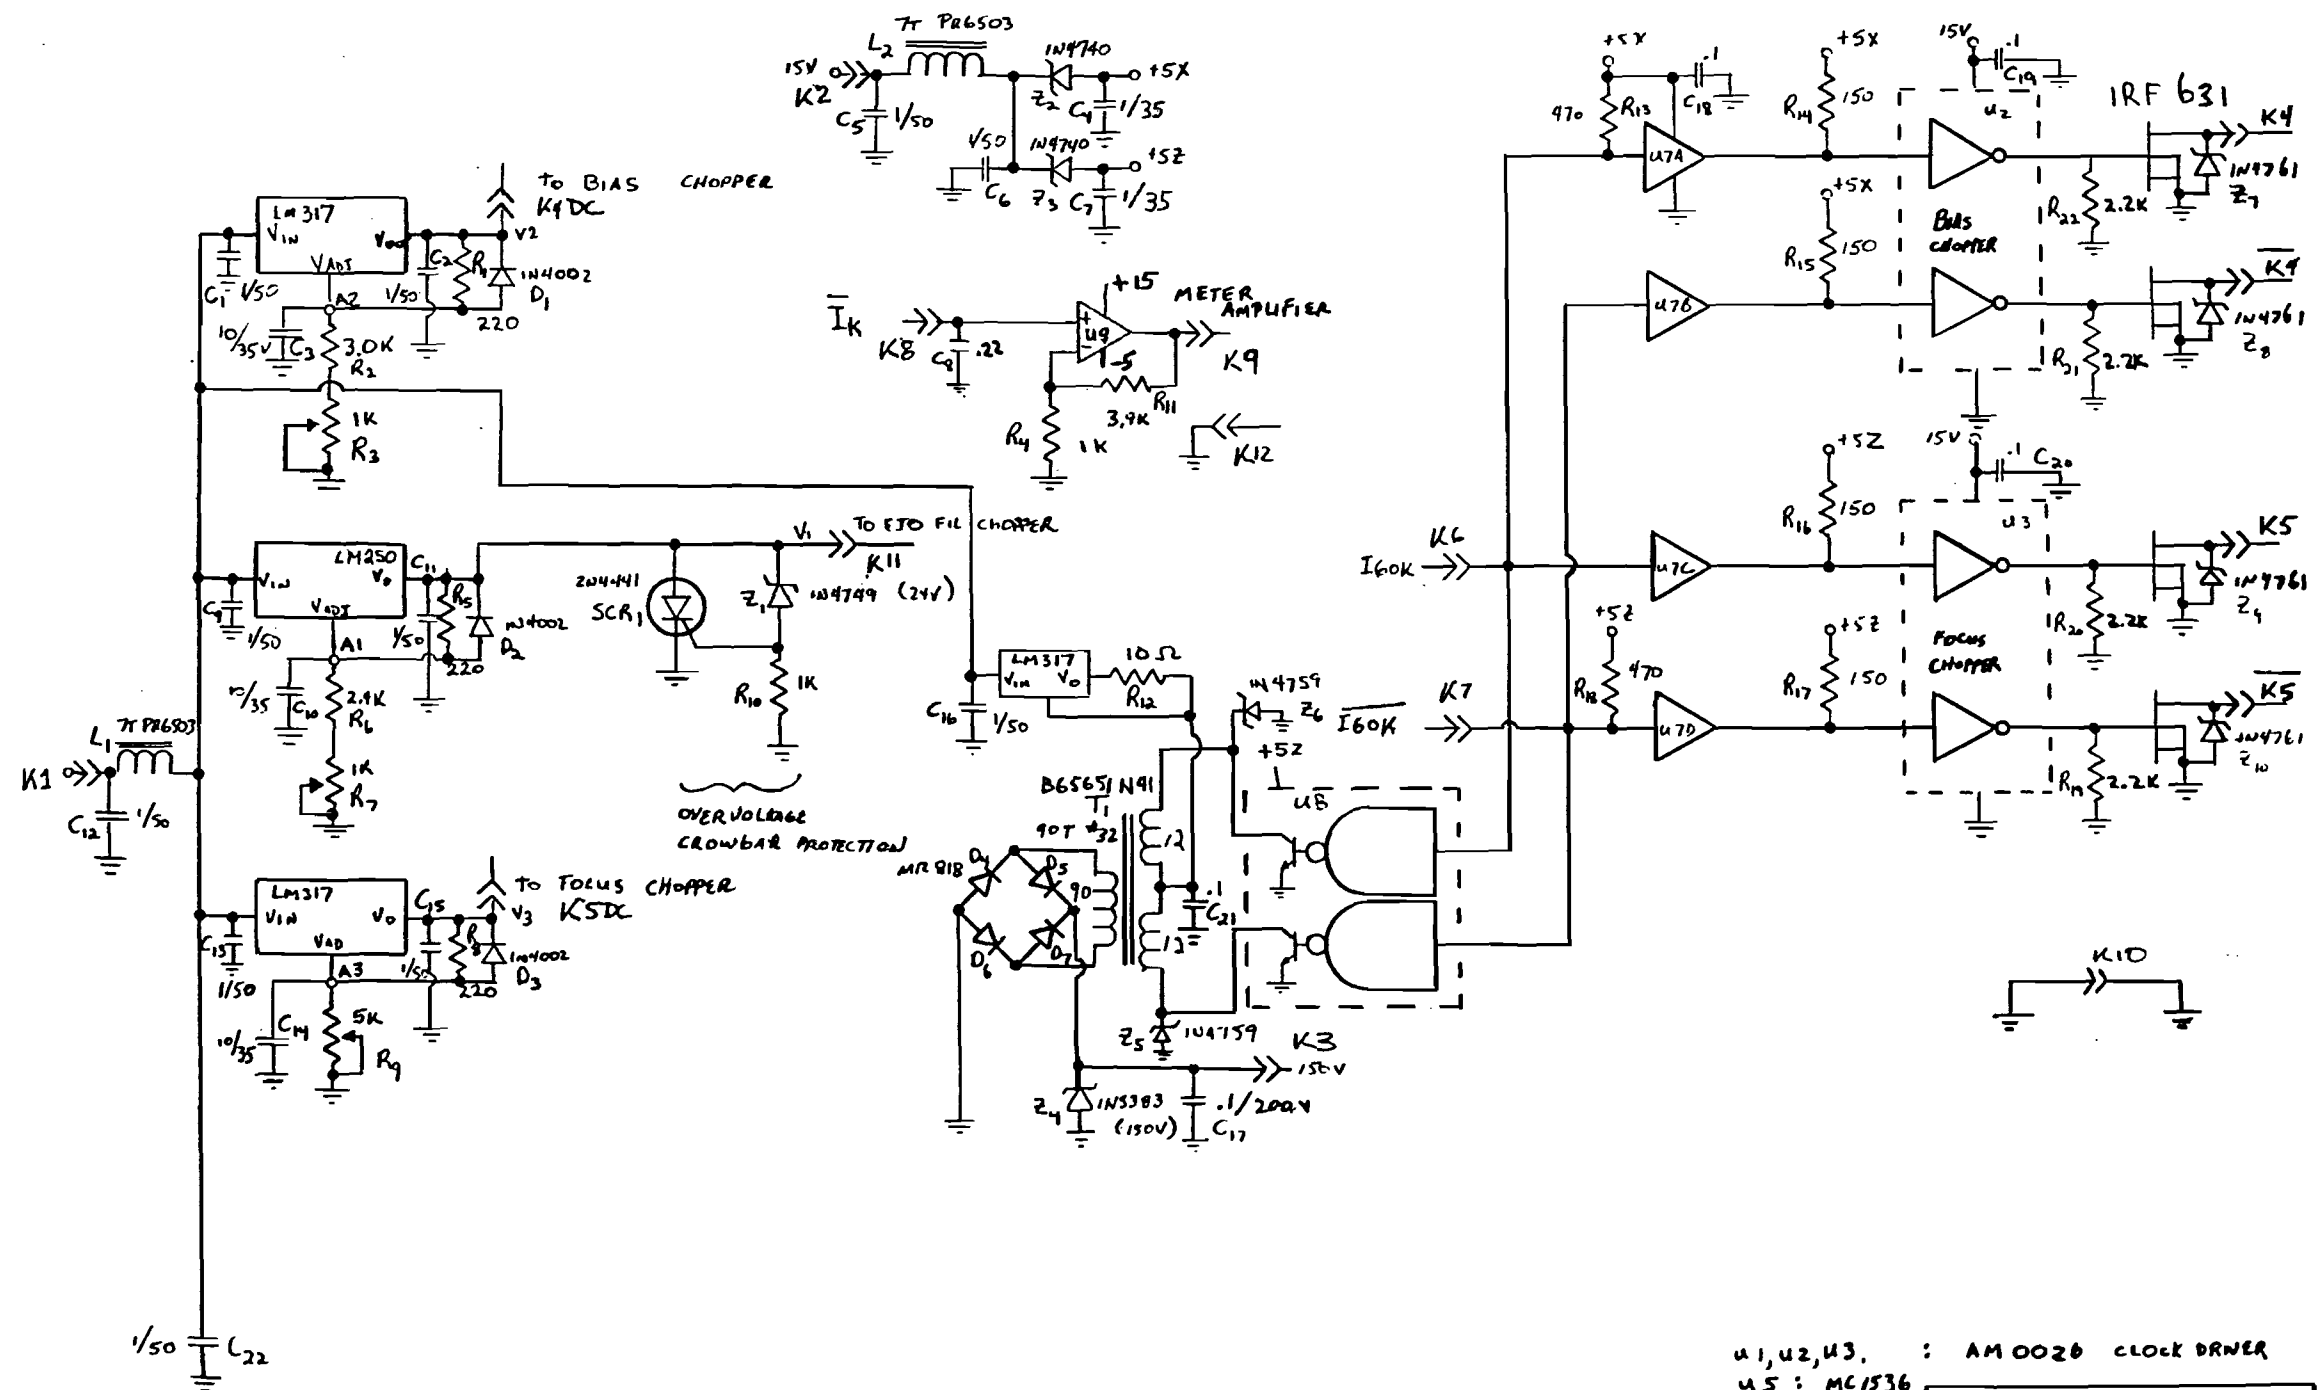 7T PR6503
L2
15V
K2
C5 1/50
1N4740
Z2
+5X
C4 1/35
1/50
C6
1N4740
Z3
+5Z
C7 1/35
TO BIAS CHOPPER
K4DC
LM317
VIN
VADJ
V2
C1 1/50
C2
1/50
R1
220
1N4002
D1
A2
10/35V C3
3.0K
R2
1K
R3
IK
K8
C8 .22
+15
U9
-5
METER AMPLIFIER
K9
3.9K R11
R4 1K
K12
LM250
VIN
V0
VADJ
C9 1/50
C11
1/50
R5
220
1N4002
D2
A1
10/35 C10
2.4K
R6
1K
R7
2N4441
SCR1
V1
TO EJO FIL CHOPPER
K11
Z1 1N4749 (24V)
R10 1K
OVERVOLTAGE
CROWBAR PROTECTION
7T PR6503
L1
K1
C12 1/50
LM317
VIN
V0
VAD
C13
1/50
C15
1/50
R8
220
1N4002
D3
TO FOCUS CHOPPER
V3 K5DC
A3
10/35 C14
5K
R9
1/50 C22
LM317
VIN
V0
10Ω
R12
C16 1/50
1N4759
Z6
+5Z
B65651 N41
T1
90T #32
MR818
D4
D5
D6
D7
90
12
12
.1
C21
U8
Z5 1N4759
K3
150V
Z4 1N5383
(150V)
.1/200V
C17
+5X
470 R13
.1
C18
U7A
+5X
R14 150
15V
.1
C19
U2
IRF 631
K4
1N4761
Z7
R22 2.2K
U7B
+5X
R15 150
BIAS
CHOPPER
K4
1N4761
Z8
R21 2.2K
I60K
K6
U7C
+5Z
R16 150
15V
.1
C20
U3
K5
1N4761
Z9
R20 2.2K
I60K
K7
+5Z
R18 470
U7D
+5Z
R17 150
FOCUS
CHOPPER
K5
1N4761
Z10
R19 2.2K
K10
U1,U2,U3. : AM0026 CLOCK DRIVER
U5 : MC1536